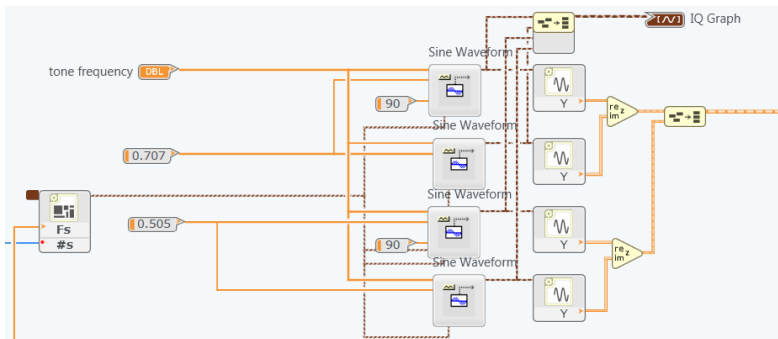 IQ Graph
Sine Waveform
tone frequency
DBL
90
Y
re
im
z
Sine Waveform
0.707
Y
Sine Waveform
Fs
#s
0.505
90
Y
re
im
z
Sine Waveform
Y